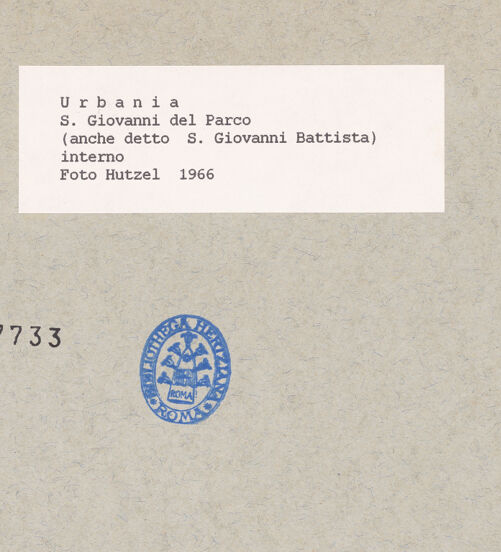 U r b a n i a
S. Giovanni del Parco
(anche detto  S. Giovanni Battista)
interno
Foto Hutzel  1966
7733
BIBLIOTHECA HERTZIANA
ROMA
ROMA